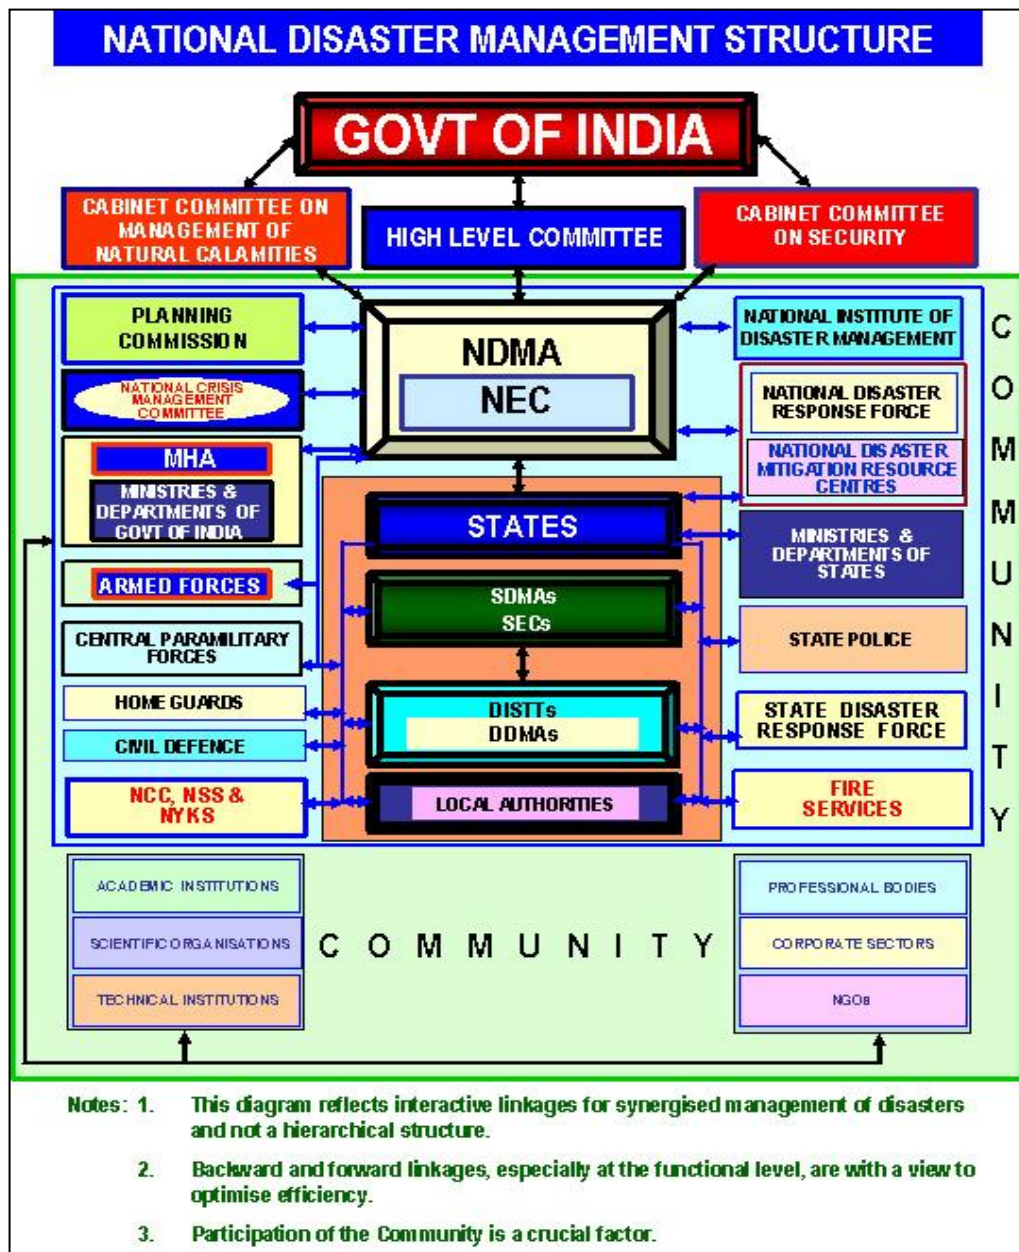 NATIONAL DISASTER MANAGEMENT STRUCTURE
GOVT OF INDIA
CABINET COMMITTEE ON
MANAGEMENT OF
NATURAL CALAMITIES
HIGH LEVEL COMMITTEE
CABINET COMMITTEE
ON SECURITY
PLANNING
COMMISSION
NATIONAL CRISIS
MANAGEMENT
COMMITTEE
MHA
MINISTRIES &
DEPARTMENTS OF
GOVT OF INDIA
ARMED FORCES
CENTRAL PARAMILITARY
FORCES
HOME GUARDS
CIVIL DEFENCE
NCC, NSS &
NYKS
NDMA
NEC
STATES
SDMAs
SECs
DISTTs
DDMAs
LOCAL AUTHORITIES
NATIONAL INSTITUTE OF
DISASTER MANAGEMENT
NATIONAL DISASTER
RESPONSE FORCE
NATIONAL DISASTER
MITIGATION RESOURCE
CENTRES
MINISTRIES &
DEPARTMENTS OF
STATES
STATE POLICE
STATE DISASTER
RESPONSE FORCE
FIRE
SERVICES
C O M M U N I T Y
ACADEMIC INSTITUTIONS
SCIENTIFIC ORGANISATIONS
TECHNICAL INSTITUTIONS
C O M M U N I T Y
PROFESSIONAL BODIES
CORPORATE SECTORS
NGOs
Notes: 1. This diagram reflects interactive linkages for synergised management of disasters
and not a hierarchical structure.
2. Backward and forward linkages, especially at the functional level, are with a view to
optimise efficiency.
3. Participation of the Community is a crucial factor.